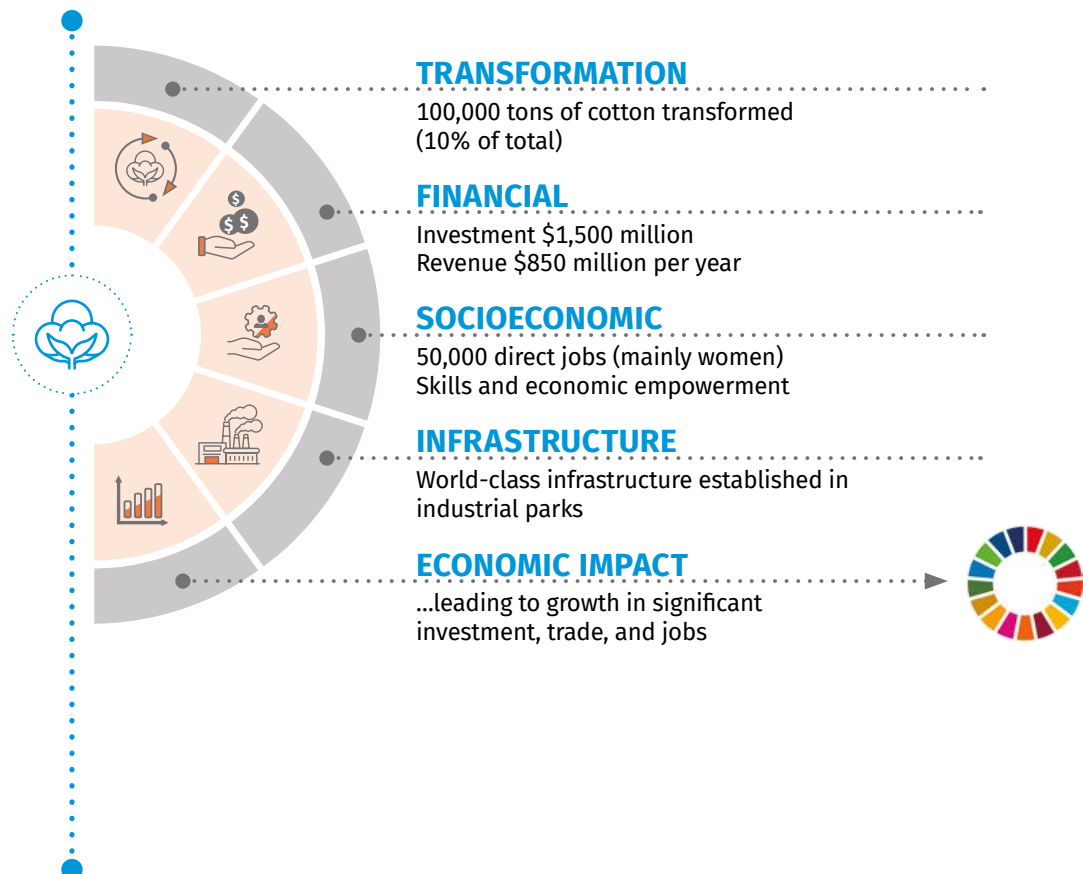 TRANSFORMATION
100,000 tons of cotton transformed
(10% of total)
FINANCIAL
Investment $1,500 million
Revenue $850 million per year
SOCIOECONOMIC
50,000 direct jobs (mainly women)
Skills and economic empowerment
INFRASTRUCTURE
World-class infrastructure established in
industrial parks
ECONOMIC IMPACT
...leading to growth in significant
investment, trade, and jobs
$
$ $